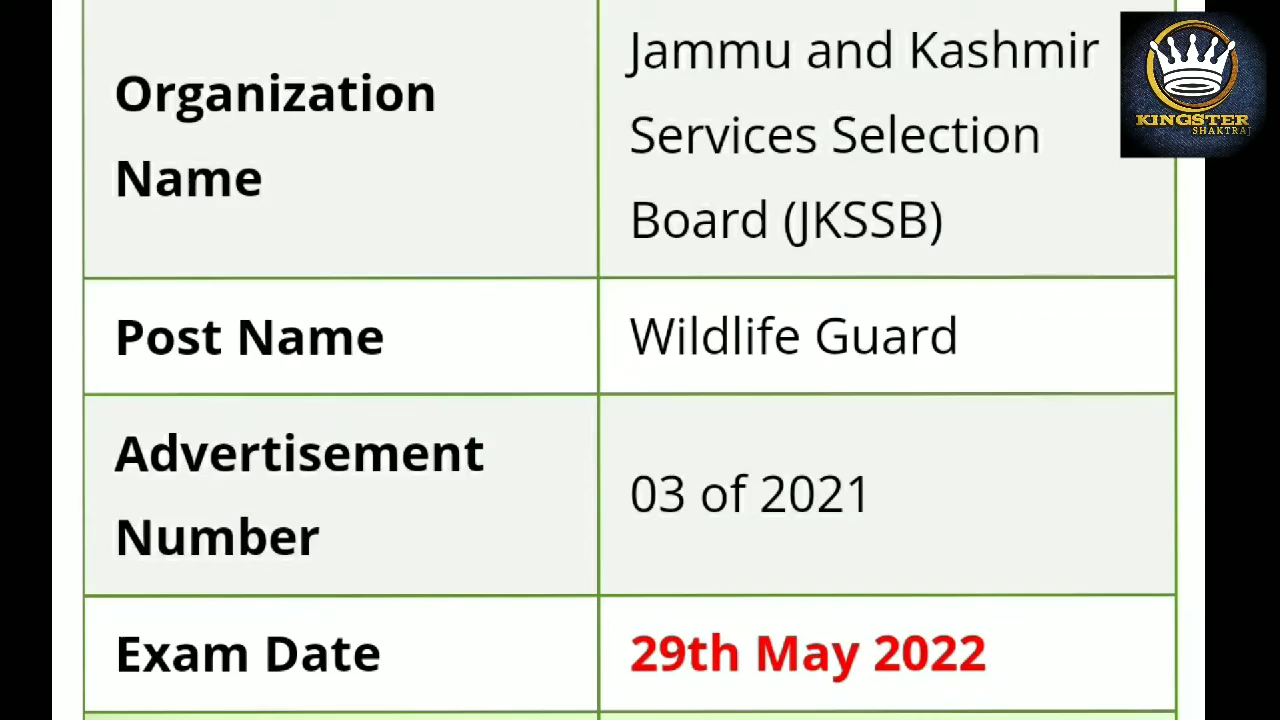 Organization
Name
Jammu and Kashmir
Services Selection
Board (JKSSB)
KINGSTER
SHAKTRAJ
Post Name
Wildlife Guard
Advertisement
Number
03 of 2021
Exam Date
29th May 2022